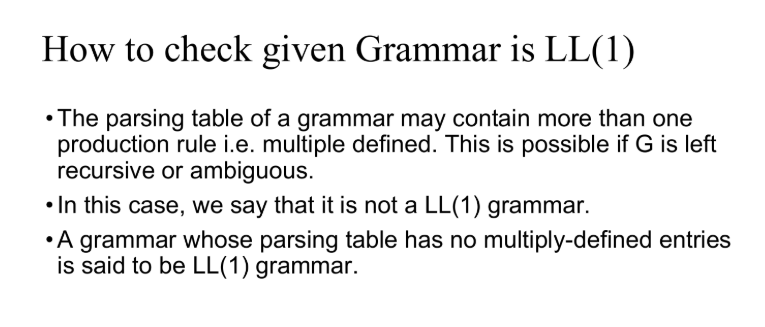 How to check given Grammar is LL(1)
•The parsing table of a grammar may contain more than one
production rule i.e. multiple defined. This is possible if G is left
recursive or ambiguous.
•In this case, we say that it is not a LL(1) grammar.
•A grammar whose parsing table has no multiply-defined entries
is said to be LL(1) grammar.